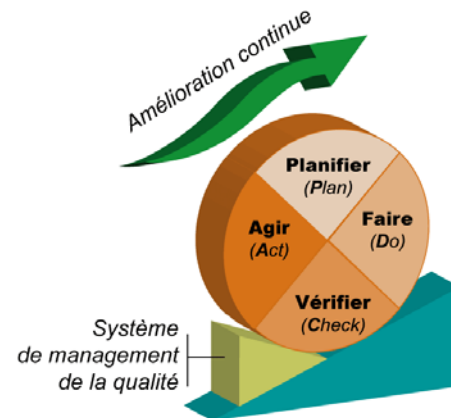 Amélioration continue
Planifier
(Plan)
Agir
(Act)
Faire
(Do)
Vérifier
(Check)
Système
de management
de la qualité